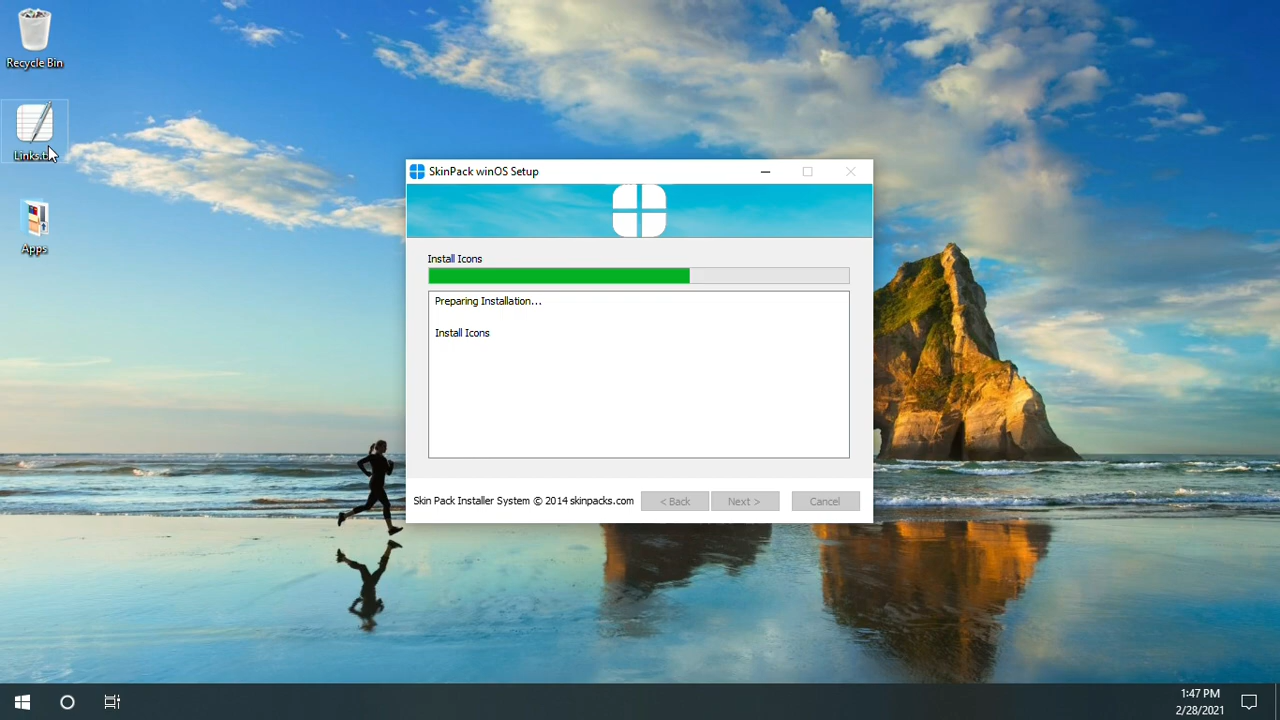 Recycle Bin
Apps
SkinPack winOS Setup
Install Icons
Preparing Installation...
Install Icons
Skin Pack Installer System © 2014 skinpacks.com
< Back
Next >
Cancel
1:47 PM
2/28/2021